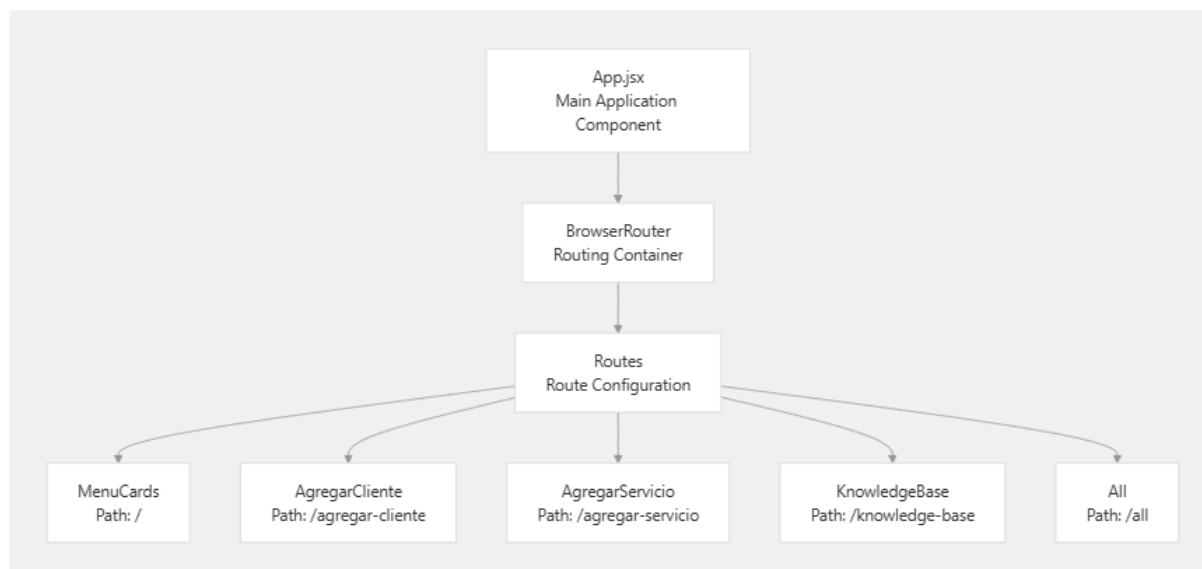 App.jsx
Main Application
Component
BrowserRouter
Routing Container
Routes
Route Configuration
MenuCards
Path: /
AgregarCliente
Path: /agregar-cliente
AgregarServicio
Path: /agregar-servicio
KnowledgeBase
Path: /knowledge-base
All
Path: /all